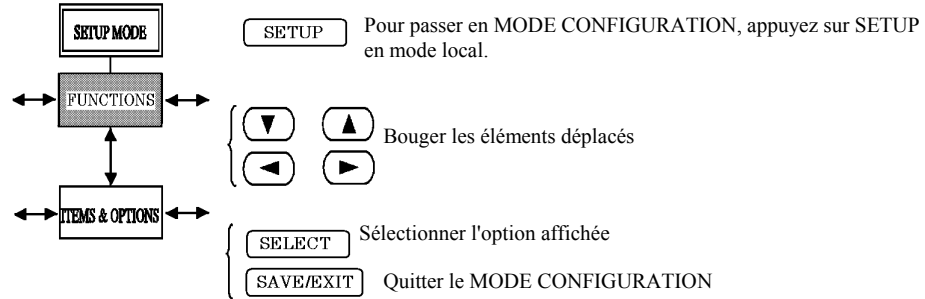 SETUP MODE
SETUP
Pour passer en MODE CONFIGURATION, appuyez sur SETUP
en mode local.
FUNCTIONS
Bouger les éléments déplacés
ITEMS & OPTIONS
SELECT
Sélectionner l'option affichée
SAVE/EXIT
Quitter le MODE CONFIGURATION